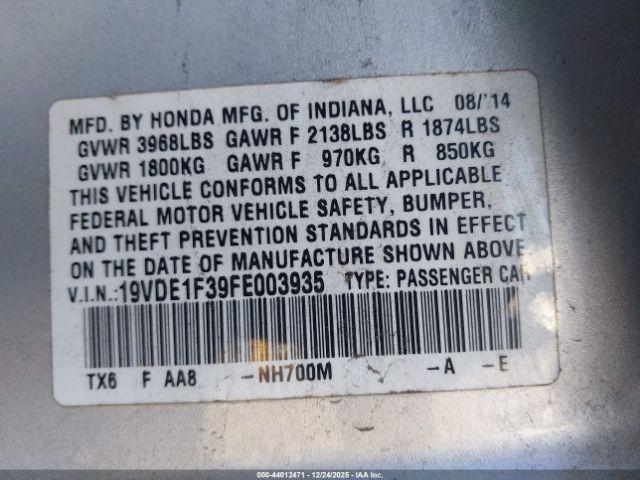 MFD. BY HONDA MFG. OF INDIANA, LLC 08/'14
GVWR 3968LBS GAWR F 2138LBS R 1874LBS
GVWR 1800KG GAWR F 970KG R 850KG
THIS VEHICLE CONFORMS TO ALL APPLICABLE
FEDERAL MOTOR VEHICLE SAFETY, BUMPER,
AND THEFT PREVENTION STANDARDS IN EFFECT
ON THE DATE OF MANUFACTURE SHOWN ABOVE
V.I.N.:19VDE1F39FE003935 TYPE: PASSENGER CAR
TX6 F AA8 -NH700M -A -E
000-44012471 - 12/24/2025 - IAA Inc.